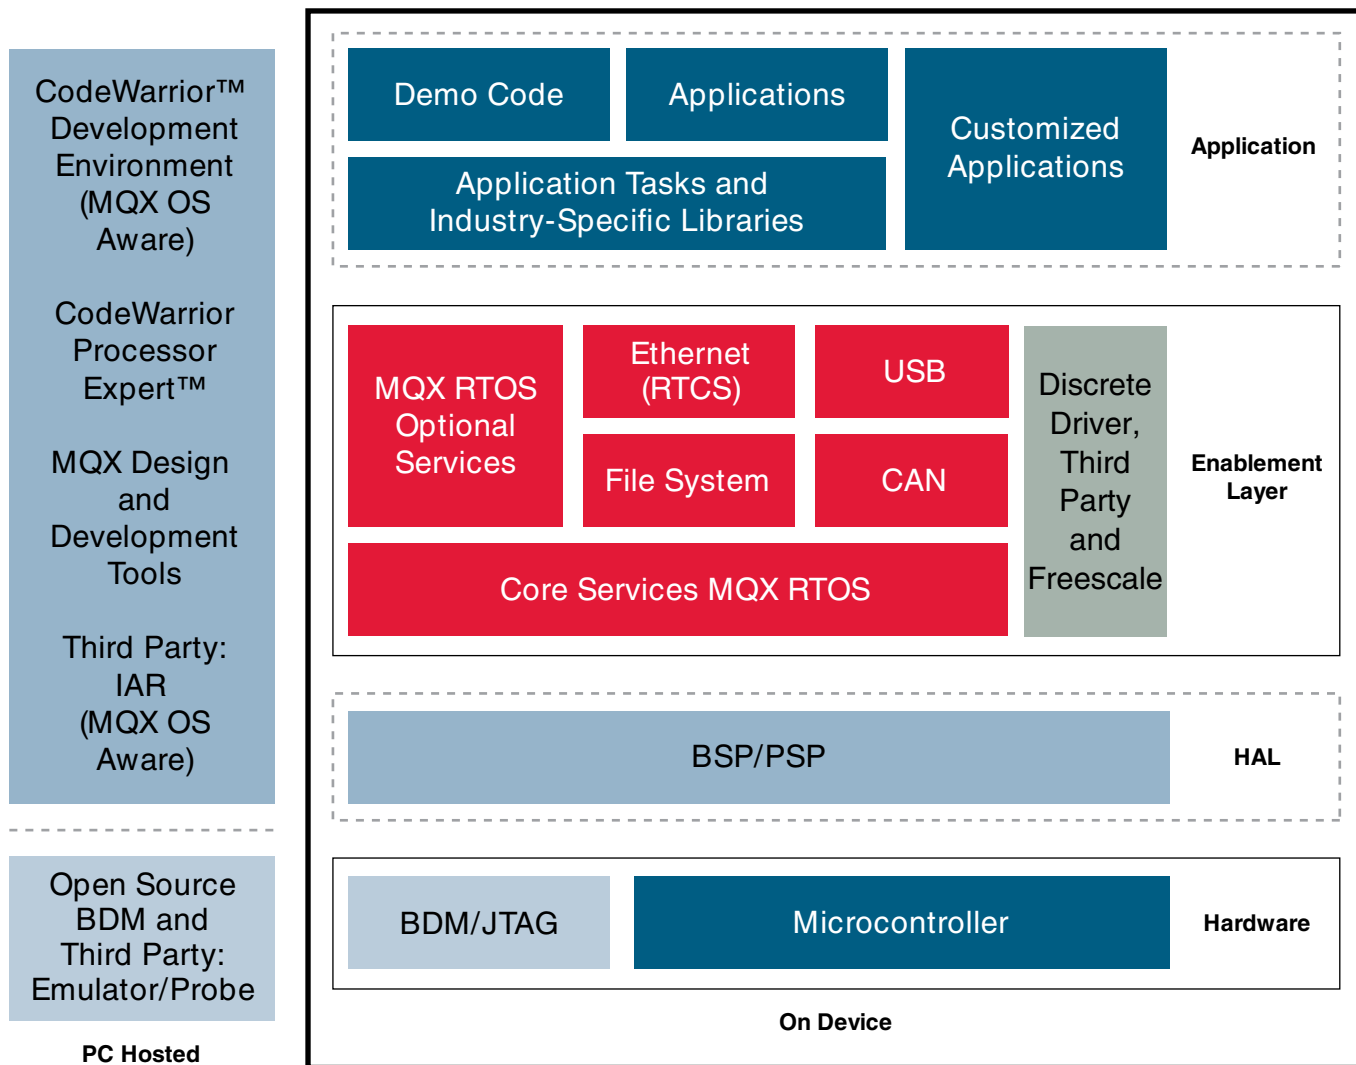 CodeWarrior™
Development
Environment
(MQX OS
Aware)
CodeWarrior
Processor
Expert™
MQX Design
and
Development
Tools
Third Party:
IAR
(MQX OS
Aware)
Open Source
BDM and
Third Party:
Emulator/Probe
PC Hosted
Demo Code
Applications
Customized
Applications
Application Tasks and
Industry-Specific Libraries
Application
MQX RTOS
Optional
Services
Ethernet
(RTCS)
USB
File System
CAN
Core Services MQX RTOS
Discrete
Driver,
Third
Party
and
Freescale
Enablement
Layer
BSP/PSP
HAL
BDM/JTAG
Microcontroller
Hardware
On Device